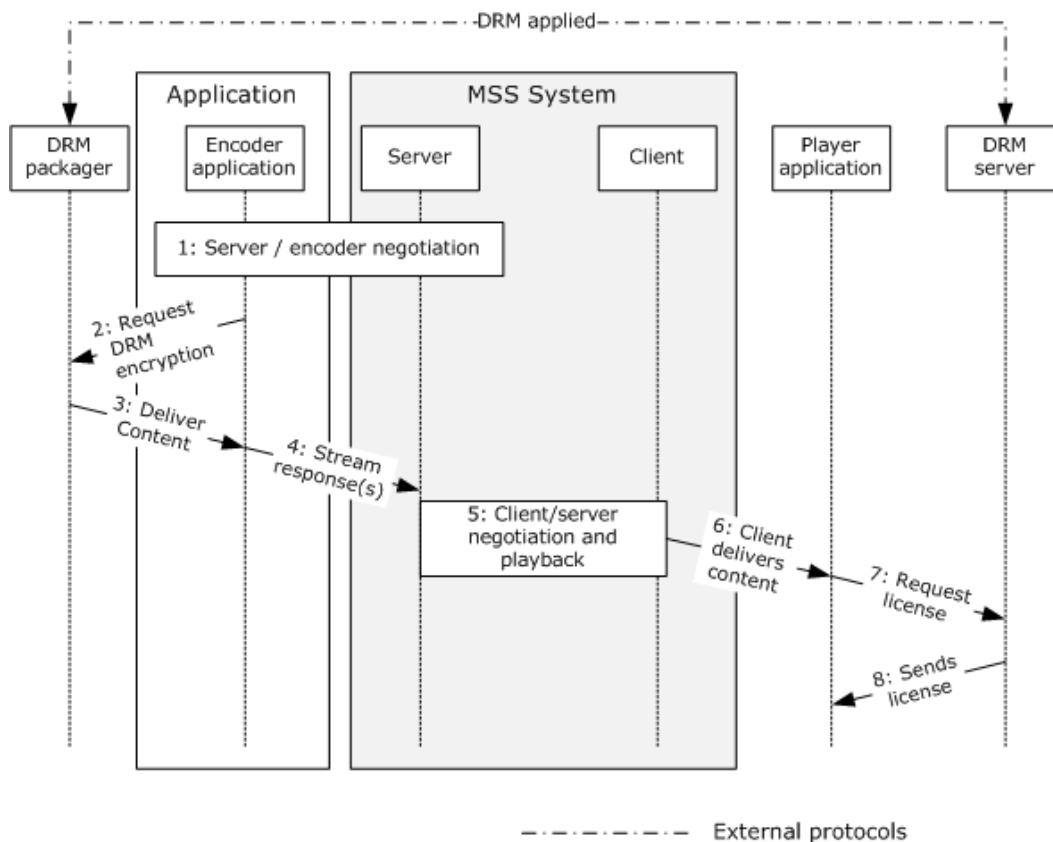 DRM applied
Application
MSS System
DRM
packager
Encoder
application
Server
Client
Player
application
DRM
server
1: Server / encoder negotiation
2: Request
DRM
encryption
3: Deliver
Content
4: Stream
response(s)
5: Client/server
negotiation and
playback
6: Client
delivers
content
7: Request
license
8: Sends
license
External protocols